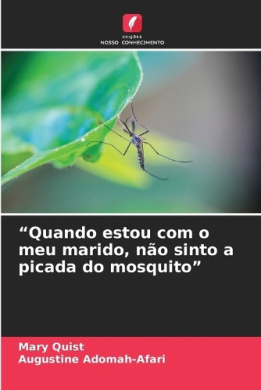 edições
NOSSO CONHECIMENTO
“Quando estou com o
meu marido, não sinto a
picada do mosquito”
Mary Quist
Augustine Adomah-Afari